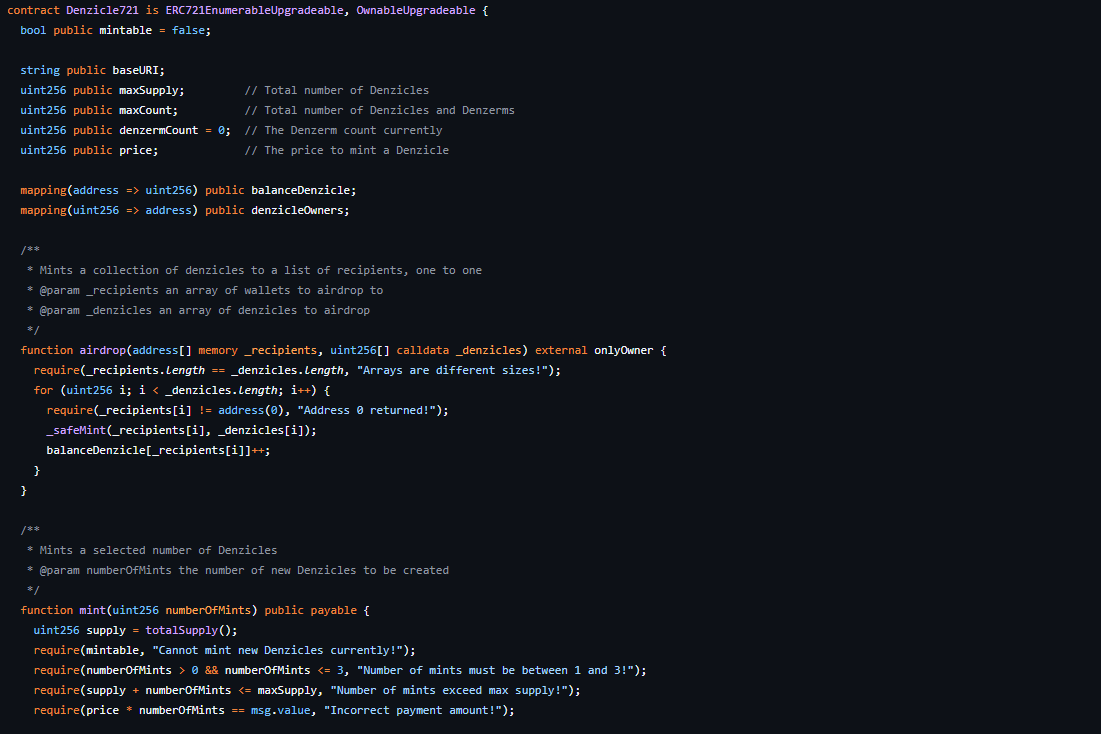 contract Denzicle721 is ERC721EnumerableUpgradeable, OwnableUpgradeable {
bool public mintable = false;
string public baseURI;
uint256 public maxSupply; // Total number of Denzicles
uint256 public maxCount; // Total number of Denzicles and Denzerms
uint256 public denzermCount = 0; // The Denzerm count currently
uint256 public price; // The price to mint a Denzicle
mapping(address => uint256) public balanceDenzicle;
mapping(uint256 => address) public denzicleOwners;
/**
* Mints a collection of denzicles to a list of recipients, one to one
* @param _recipients an array of wallets to airdrop to
* @param _denzicles an array of denzicles to airdrop
*/
function airdrop(address[] memory _recipients, uint256[] calldata _denzicles) external onlyOwner {
require(_recipients.length == _denzicles.length, "Arrays are different sizes!");
for (uint256 i; i < _denzicles.length; i++) {
require(_recipients[i] != address(0), "Address 0 returned!");
_safeMint(_recipients[i], _denzicles[i]);
balanceDenzicle[_recipients[i]]++;
}
}
/**
* Mints a selected number of Denzicles
* @param numberOfMints the number of new Denzicles to be created
*/
function mint(uint256 numberOfMints) public payable {
uint256 supply = totalSupply();
require(mintable, "Cannot mint new Denzicles currently!");
require(numberOfMints > 0 && numberOfMints <= 3, "Number of mints must be between 1 and 3!");
require(supply + numberOfMints <= maxSupply, "Number of mints exceed max supply!");
require(price * numberOfMints == msg.value, "Incorrect payment amount!");